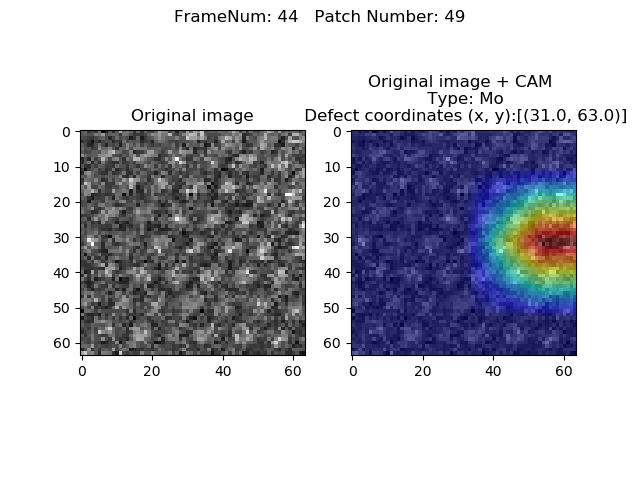 FrameNum: 44   Patch Number: 49
Original image
Original image + CAM
Type: Mo
Defect coordinates (x, y):[(31.0, 63.0)]
0
10
20
30
40
50
60
0 20 40 60
0
10
20
30
40
50
60
0 20 40 60